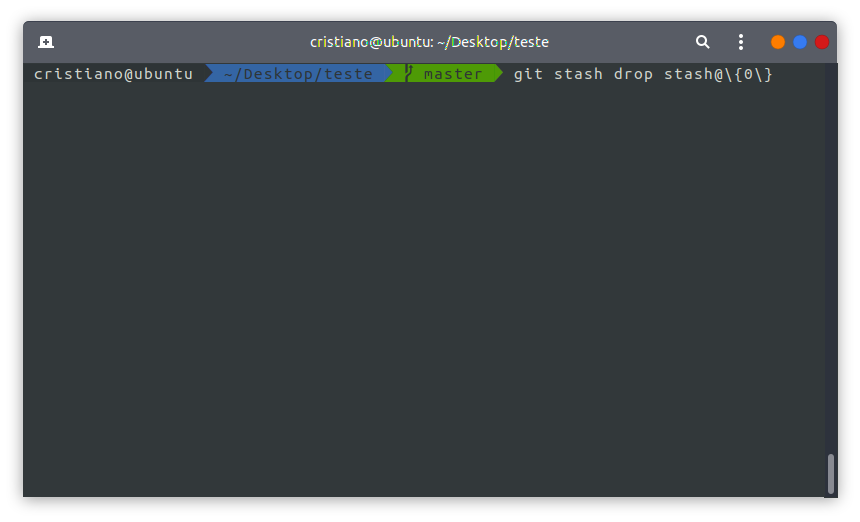 cristiano@ubuntu: ~/Desktop/teste
cristiano@ubuntu ~/Desktop/teste master git stash drop stash@\{0\}